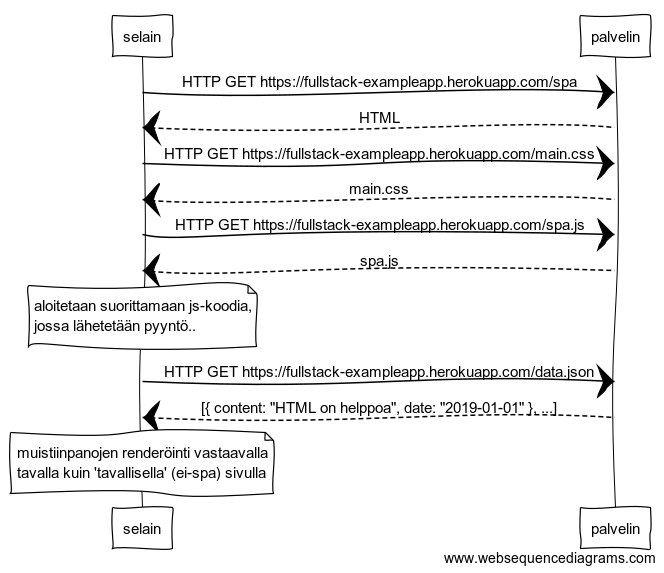 selain
palvelin
HTTP GET https://fullstack-exampleapp.herokuapp.com/spa
HTML
HTTP GET https://fullstack-exampleapp.herokuapp.com/main.css
main.css
HTTP GET https://fullstack-exampleapp.herokuapp.com/spa.js
spa.js
aloitetaan suorittamaan js-koodia,
jossa lähetetään pyyntö..
HTTP GET https://fullstack-exampleapp.herokuapp.com/data.json
[{ content: "HTML on helppoa", date: "2019-01-01" }, ...]
muistiinpanojen renderöinti vastaavalla
tavalla kuin 'tavallisella' (ei-spa) sivulla
selain
palvelin
www.websequencediagrams.com